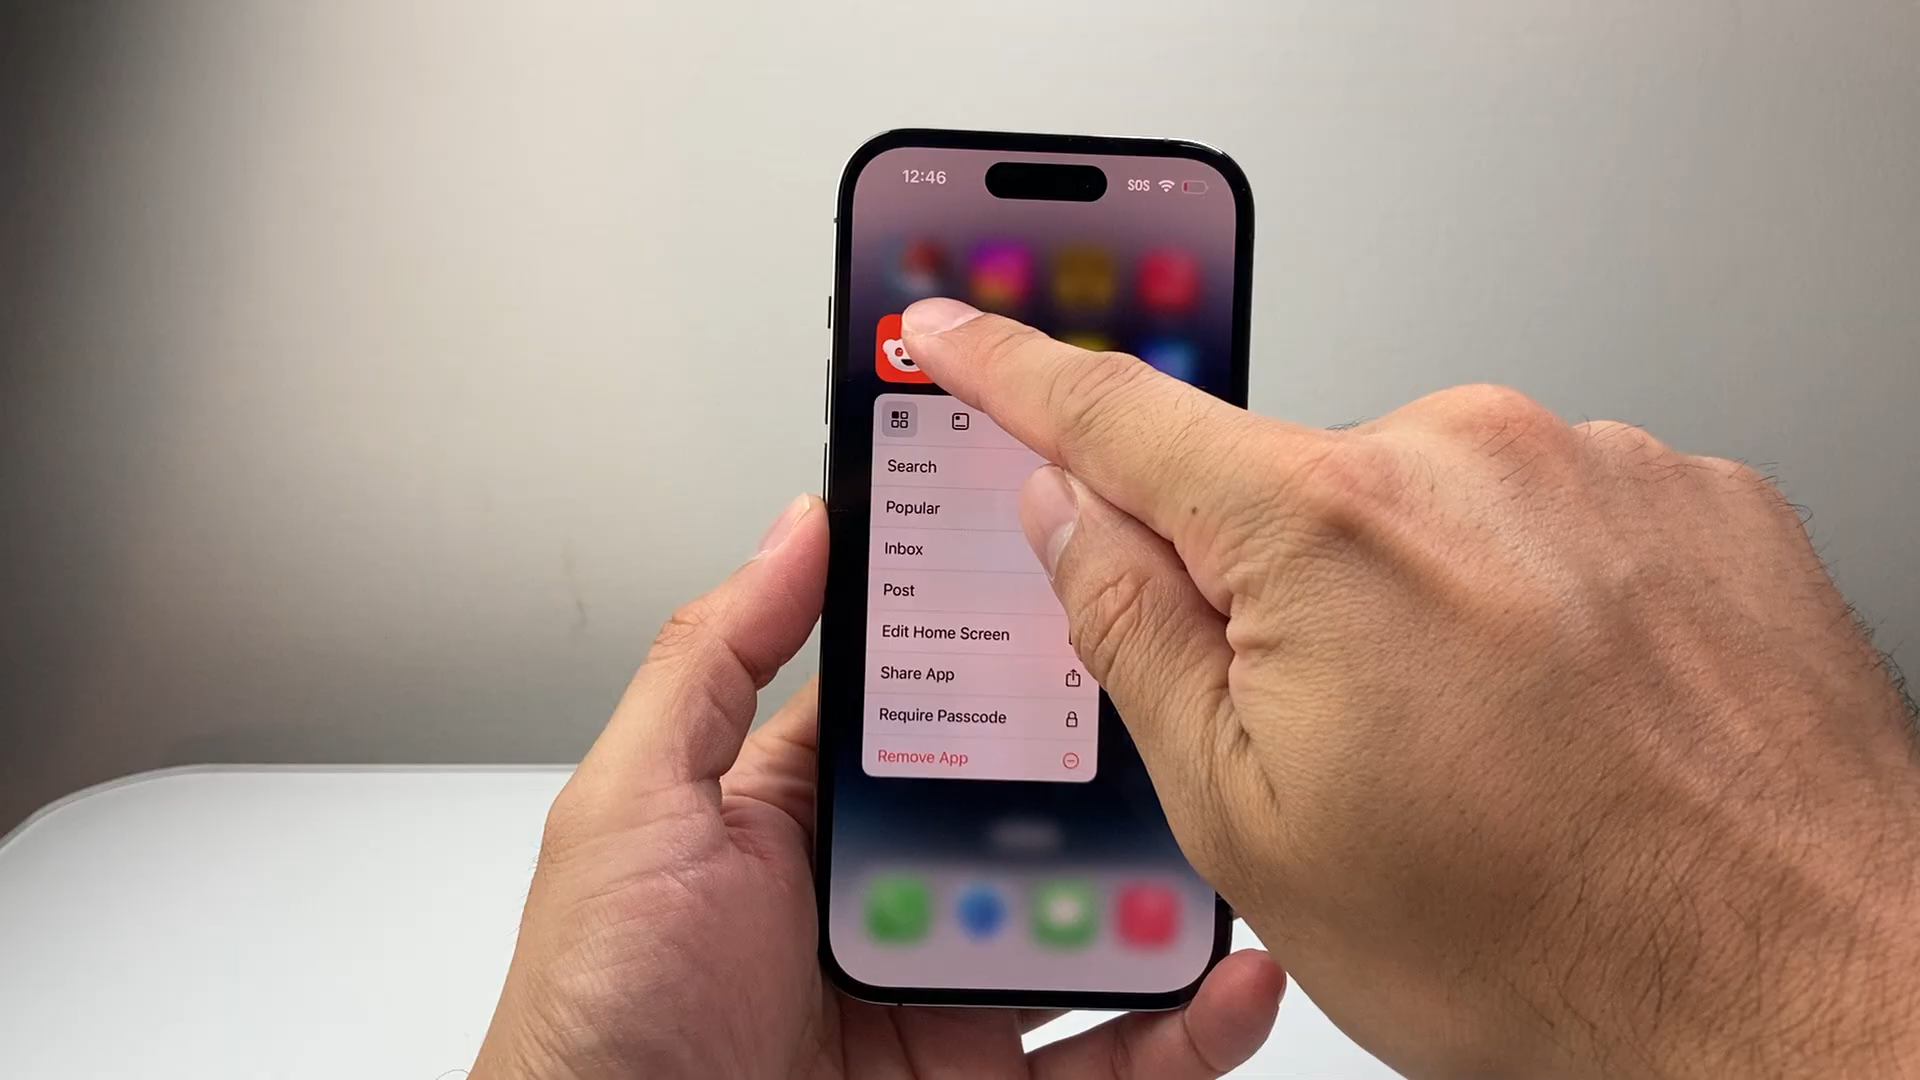 12:46 SOS
Search
Popular
Inbox
Post
Edit Home Screen
Share App
Require Passcode
Remove App